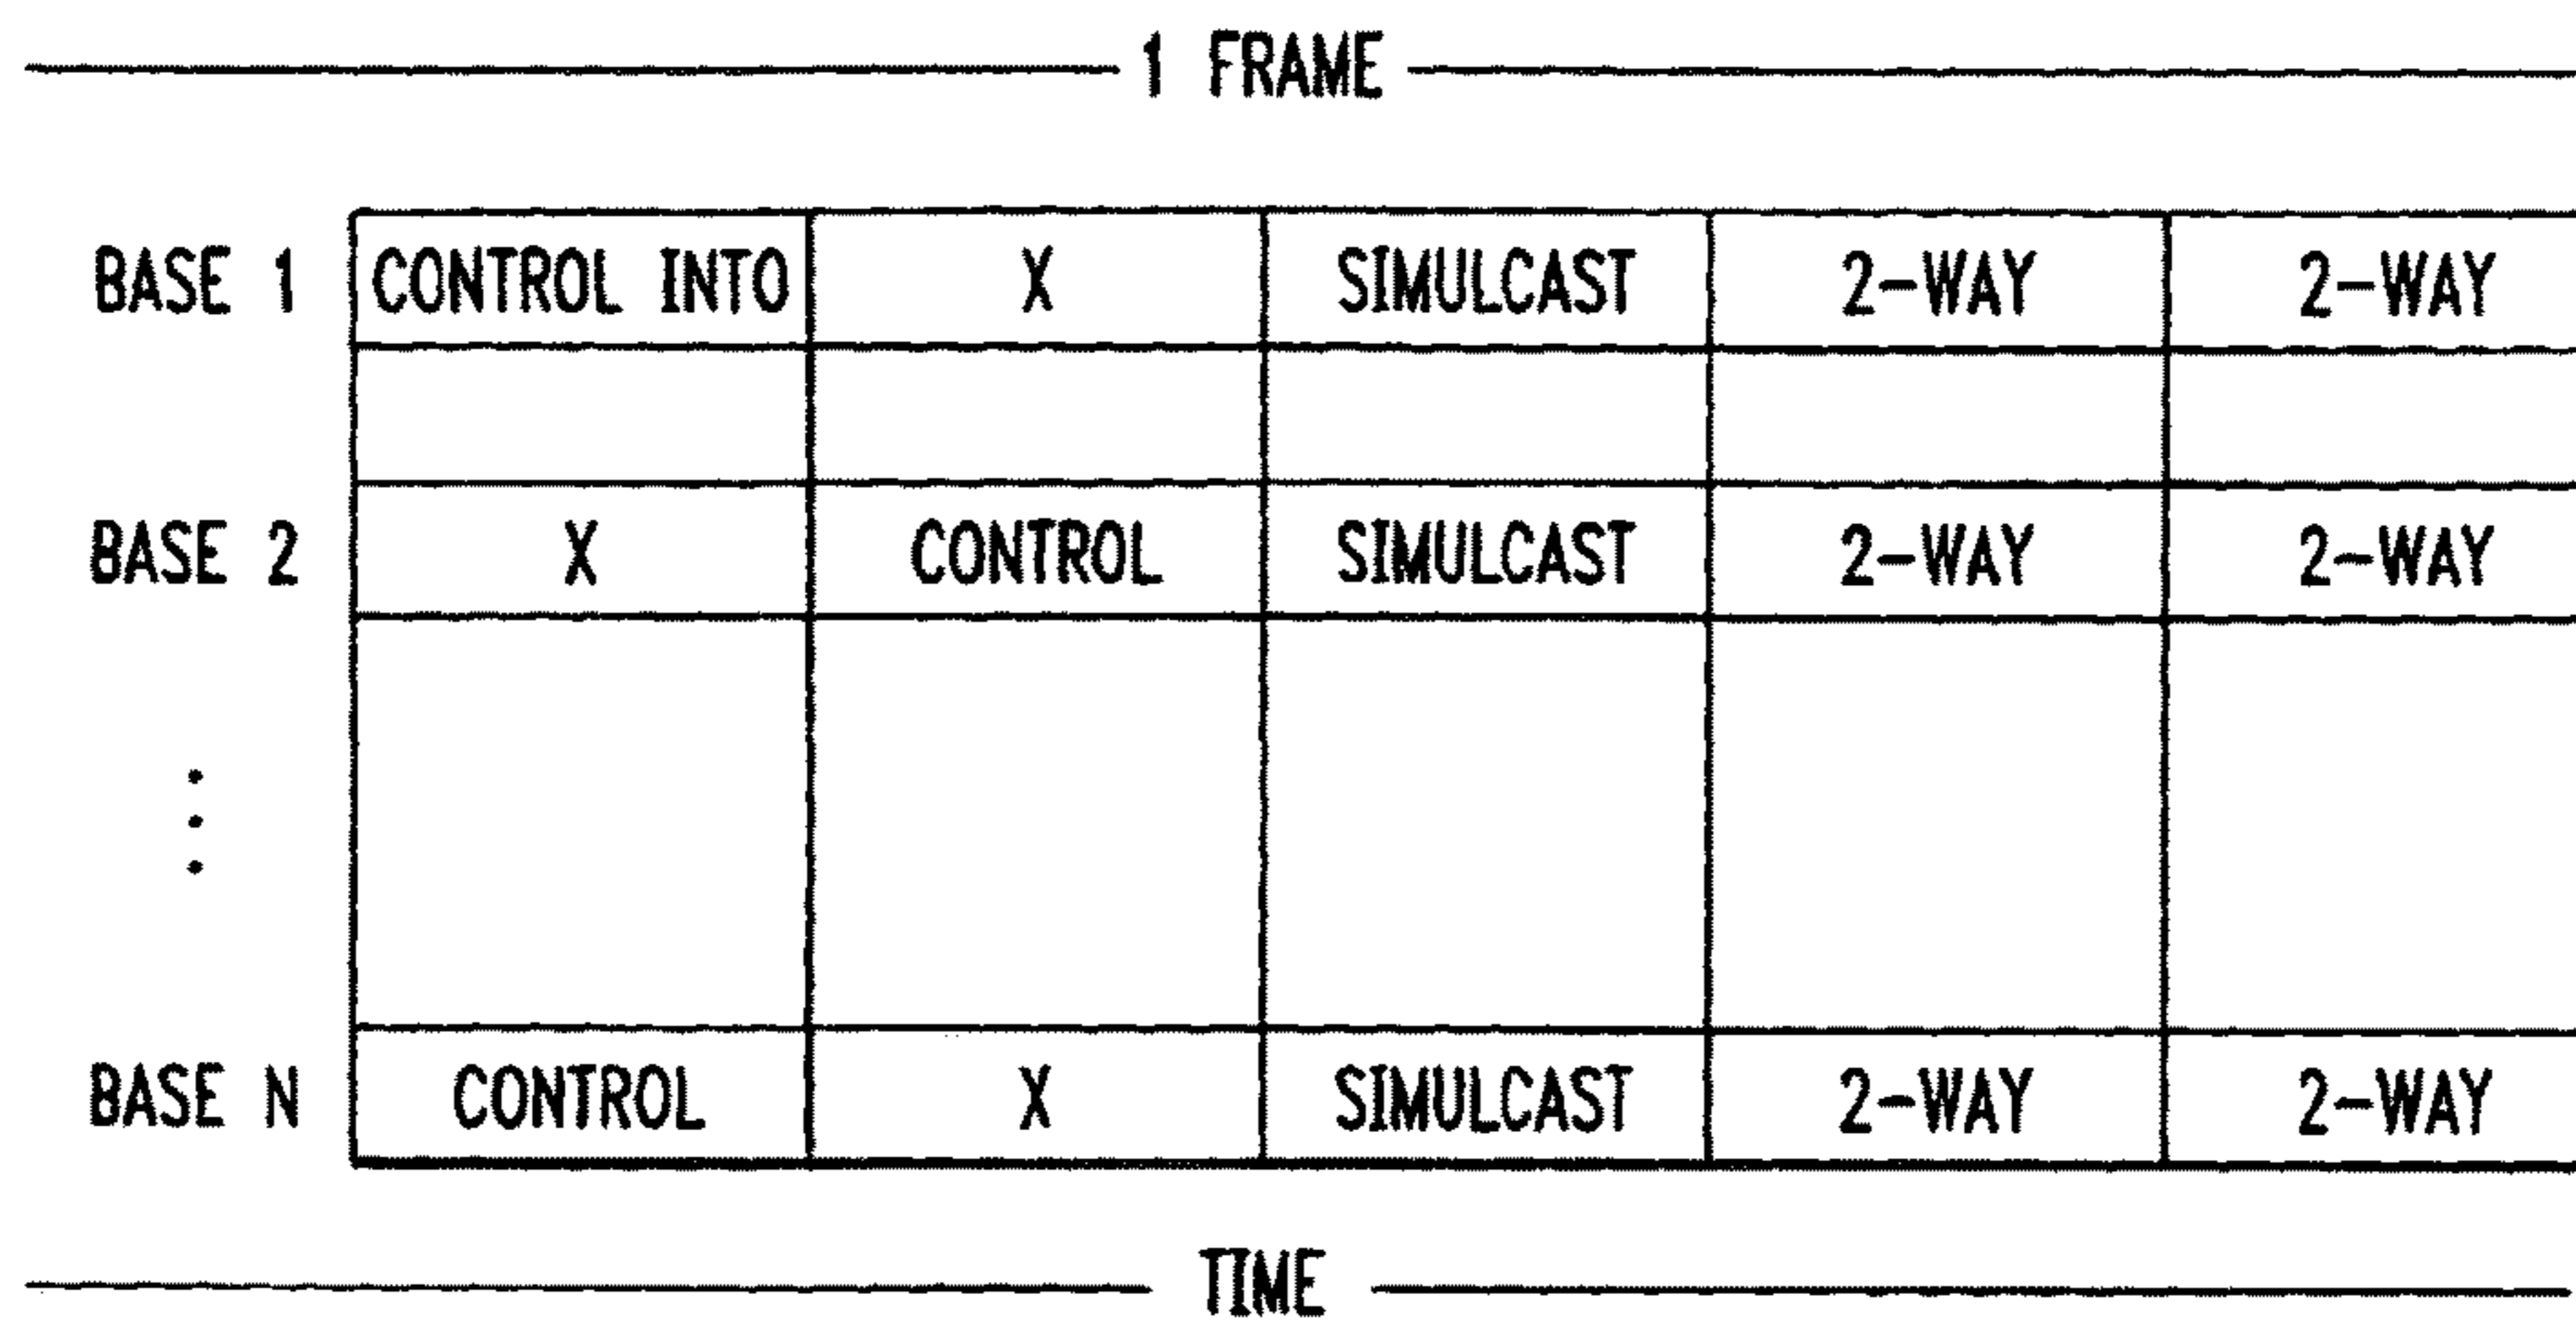 1 FRAME
BASE 1 CONTROL INTO X SIMULCAST 2-WAY 2-WAY
BASE 2 X CONTROL SIMULCAST 2-WAY 2-WAY
BASE N CONTROL X SIMULCAST 2-WAY 2-WAY
TIME